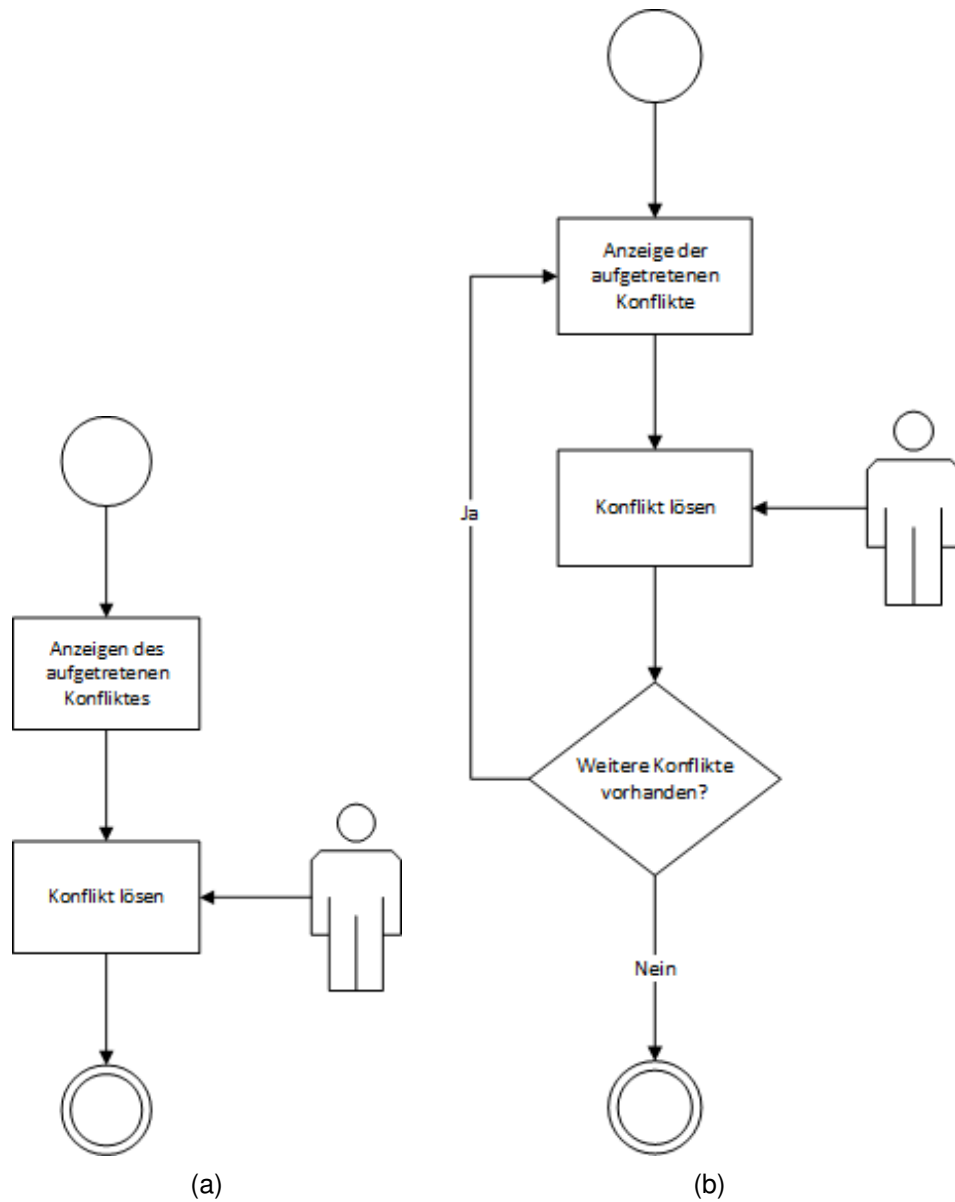 Anzeigen des
aufgetretenen
Konfliktes
Konflikt lösen
(a)
Anzeige der
aufgetretenen
Konflikte
Konflikt lösen
Ja
Weitere Konflikte
vorhanden?
Nein
(b)